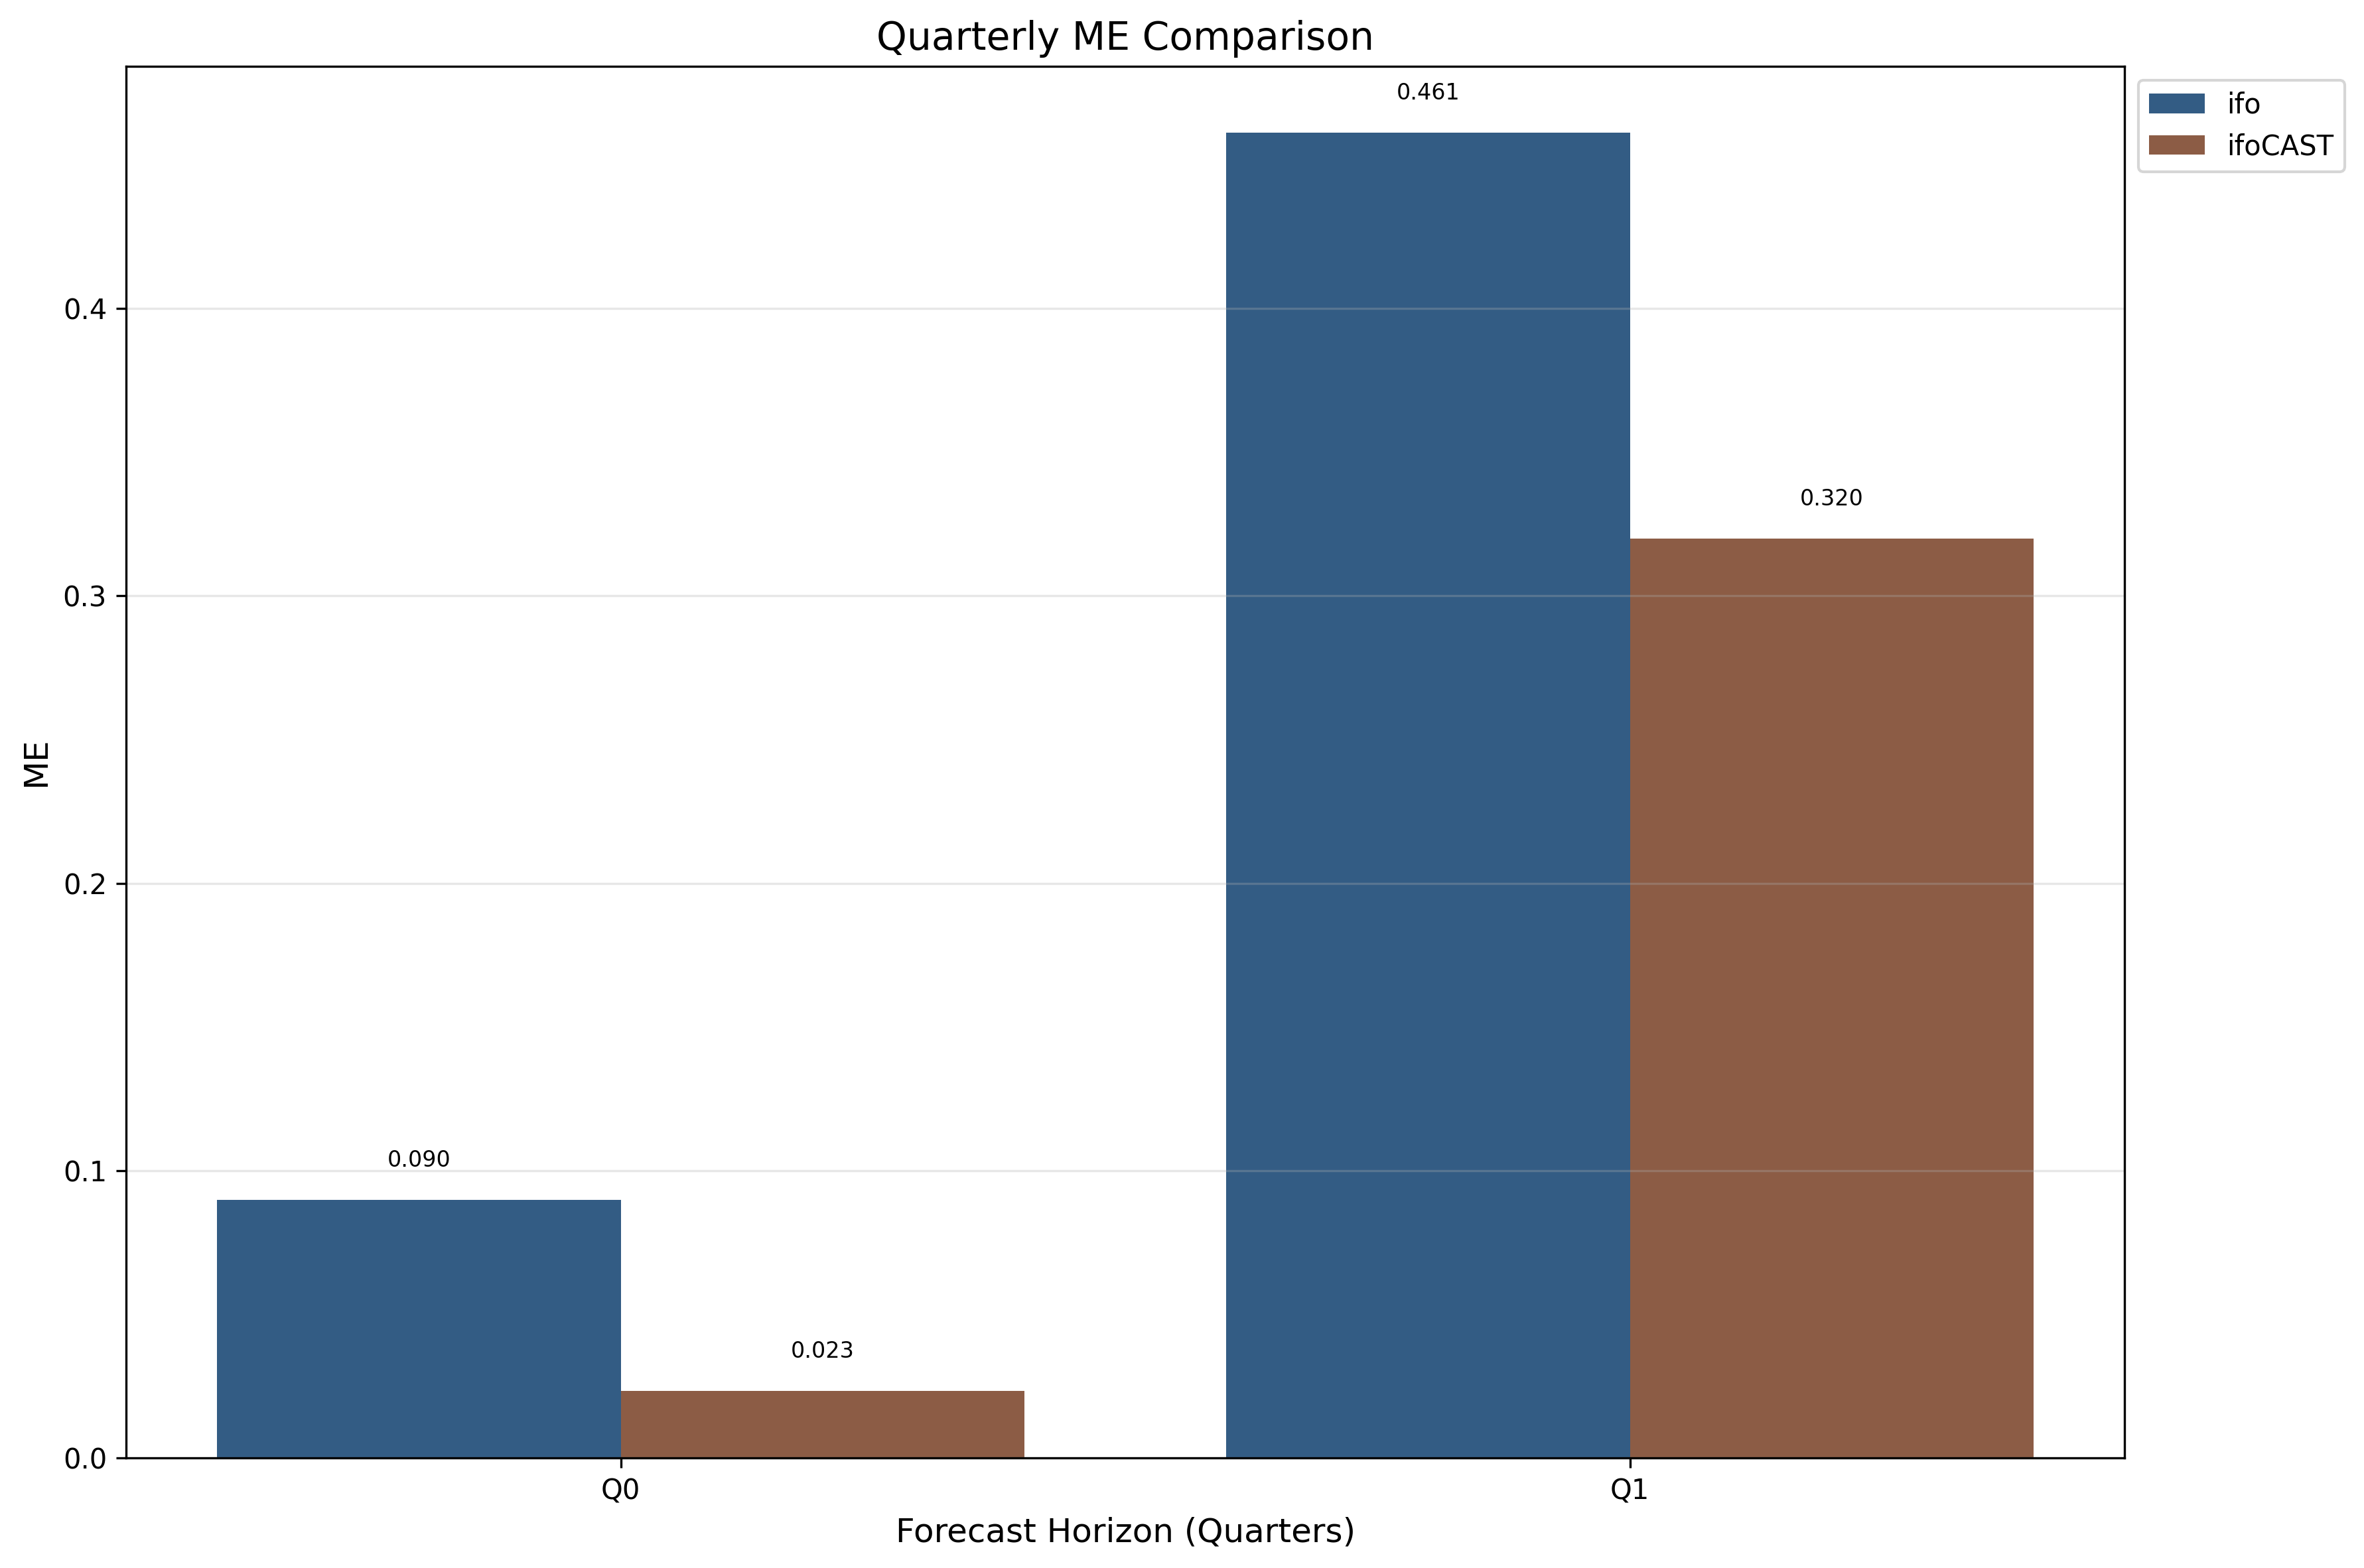 Quarterly ME Comparison
ifo
ifoCAST
0.461
0.320
0.090
0.023
0.4
0.3
0.2
0.1
0.0
ME
Q0
Q1
Forecast Horizon (Quarters)